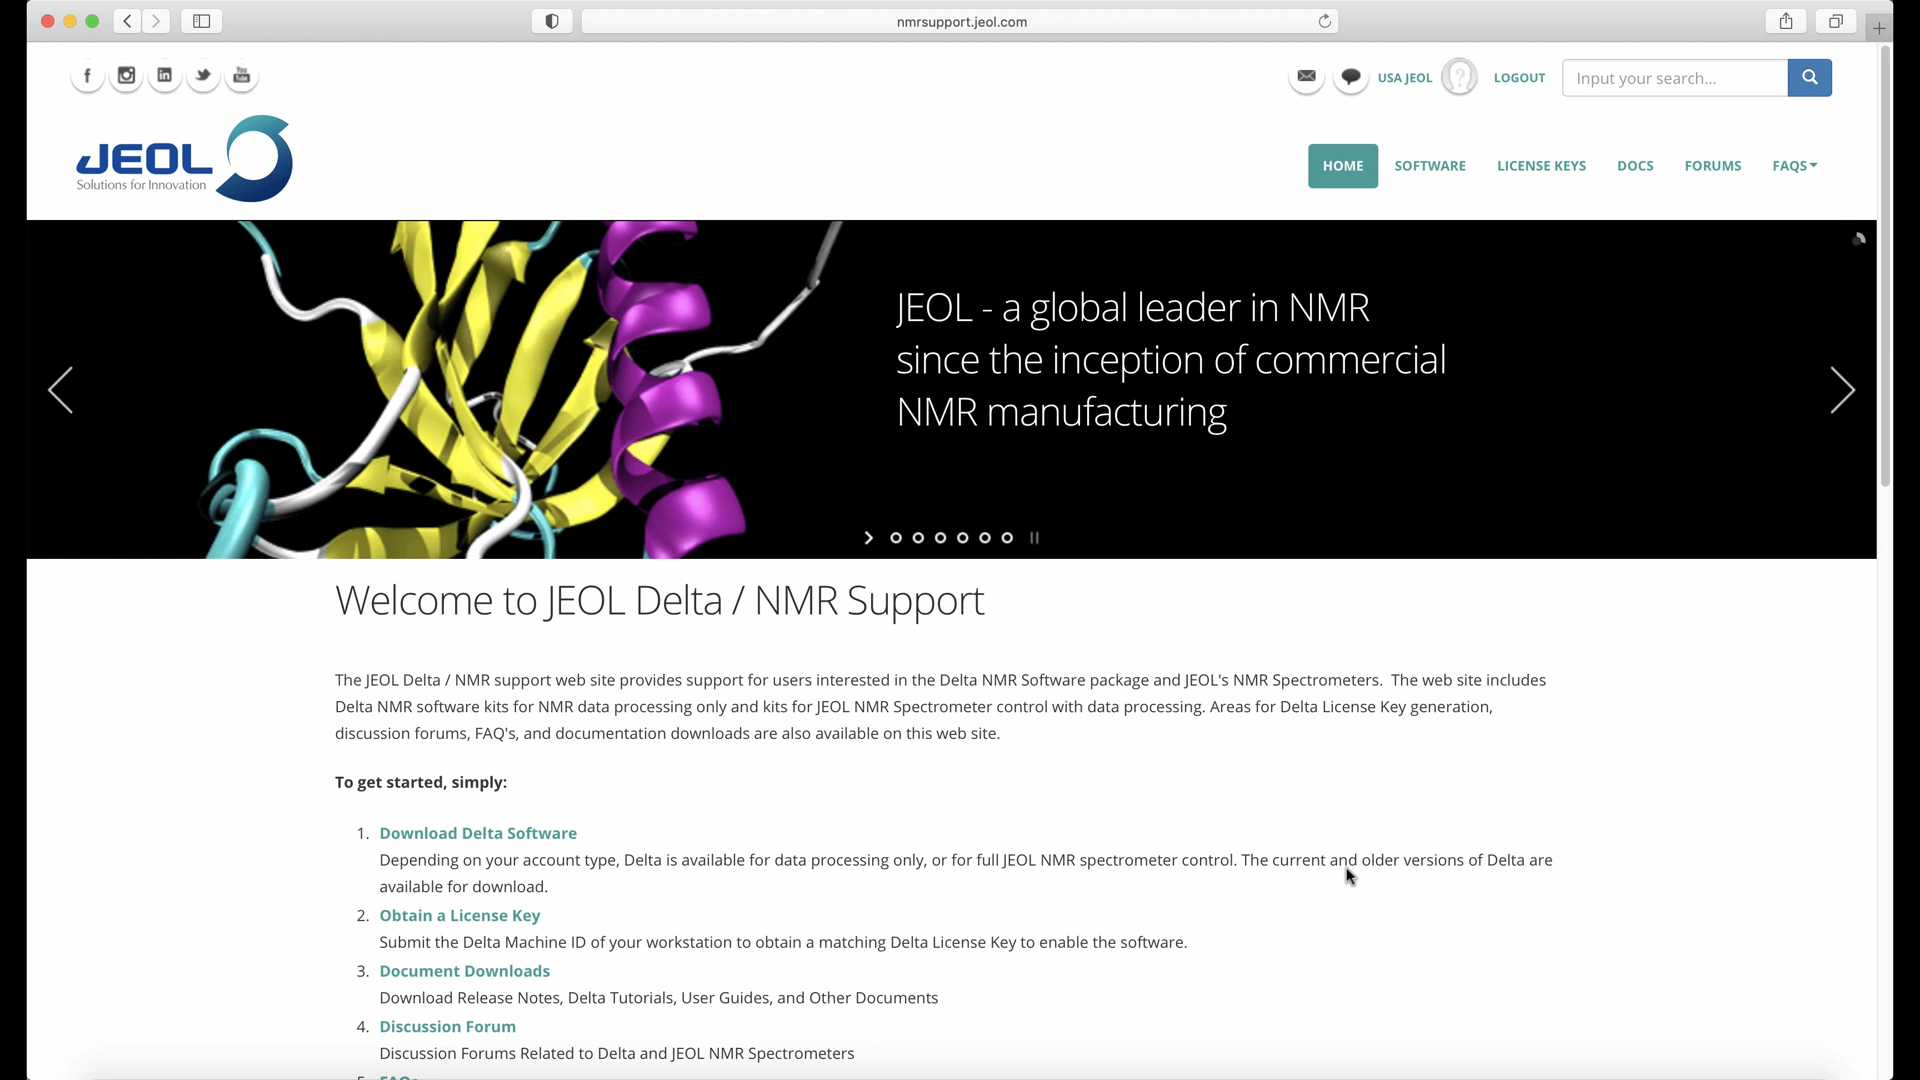 nmrsupport.jeol.com
USA JEOL
LOGOUT
Input your search...
JEOL
Solutions for Innovation
HOME
SOFTWARE
LICENSE KEYS
DOCS
FORUMS
FAQS
JEOL - a global leader in NMR
since the inception of commercial
NMR manufacturing
Welcome to JEOL Delta / NMR Support
The JEOL Delta / NMR support web site provides support for users interested in the Delta NMR Software package and JEOL's NMR Spectrometers. The web site includes
Delta NMR software kits for NMR data processing only and kits for JEOL NMR Spectrometer control with data processing. Areas for Delta License Key generation,
discussion forums, FAQ's, and documentation downloads are also available on this web site.
To get started, simply:
1. Download Delta Software
Depending on your account type, Delta is available for data processing only, or for full JEOL NMR spectrometer control. The current and older versions of Delta are
available for download.
2. Obtain a License Key
Submit the Delta Machine ID of your workstation to obtain a matching Delta License Key to enable the software.
3. Document Downloads
Download Release Notes, Delta Tutorials, User Guides, and Other Documents
4. Discussion Forum
Discussion Forums Related to Delta and JEOL NMR Spectrometers